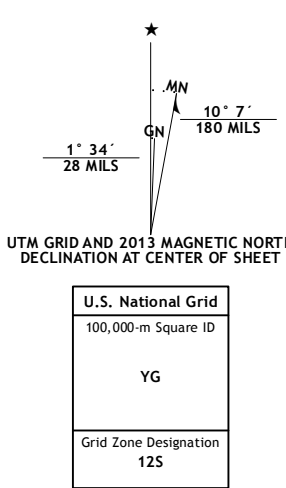 ★
MN
GN
10° 7´
180 MILS
1° 34´
28 MILS
UTM GRID AND 2013 MAGNETIC NORT
DECLINATION AT CENTER OF SHEET
U.S. National Grid
100,000-m Square ID
YG
Grid Zone Designation
12S